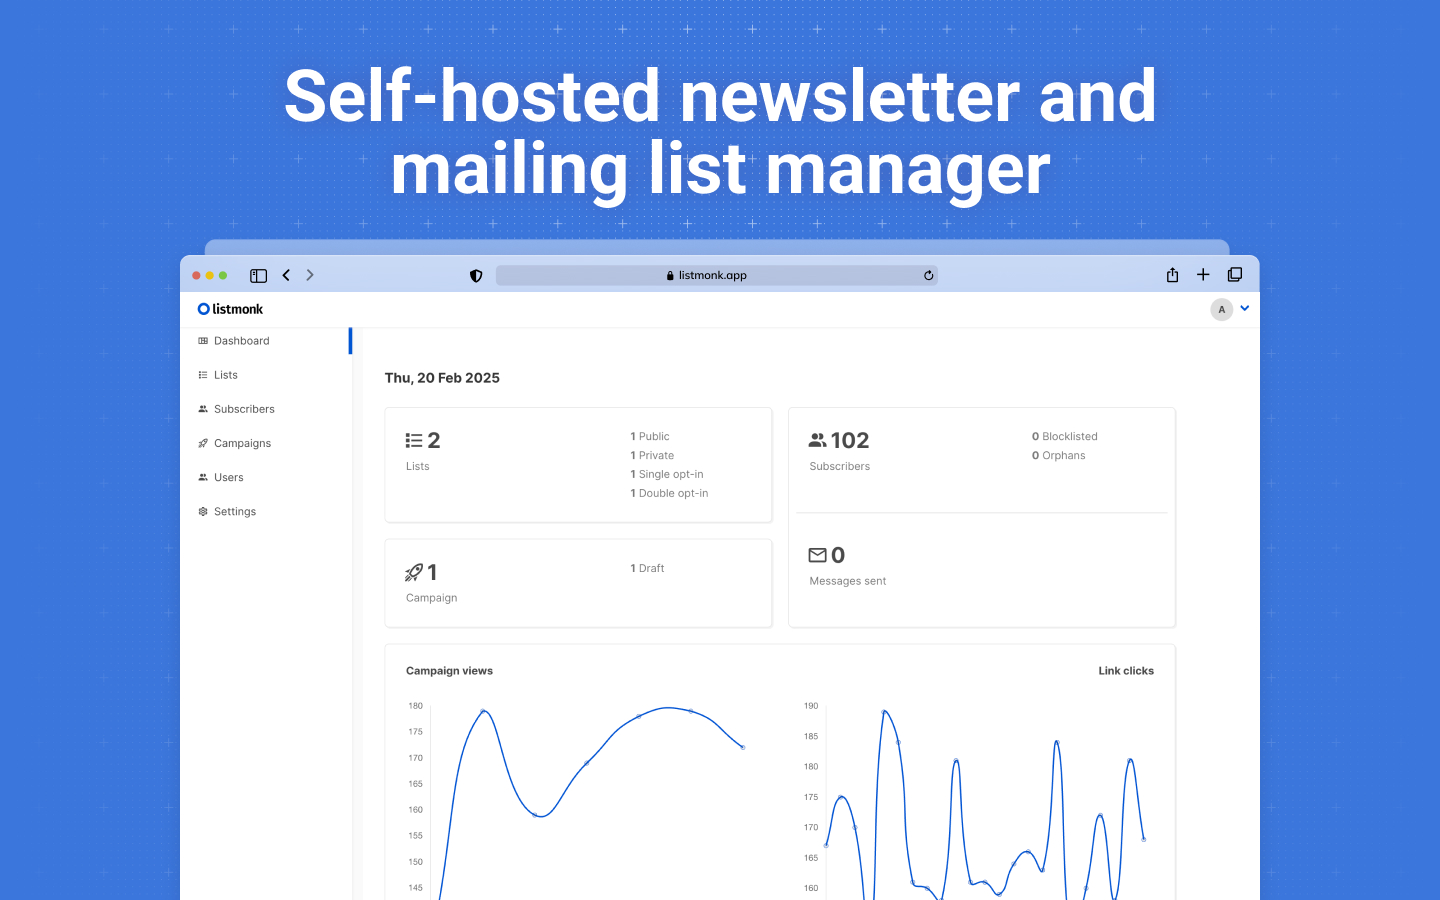 Self-hosted newsletter and
mailing list manager
listmonk.app
listmonk
A
Dashboard
Lists
Subscribers
Campaigns
Users
Settings
Thu, 20 Feb 2025
2
Lists
1 Public
1 Private
1 Single opt-in
1 Double opt-in
102
Subscribers
0 Blocklisted
0 Orphans
1
Campaign
1 Draft
0
Messages sent
Campaign views
180
175
170
165
160
155
150
145
Link clicks
190
185
180
175
170
165
160